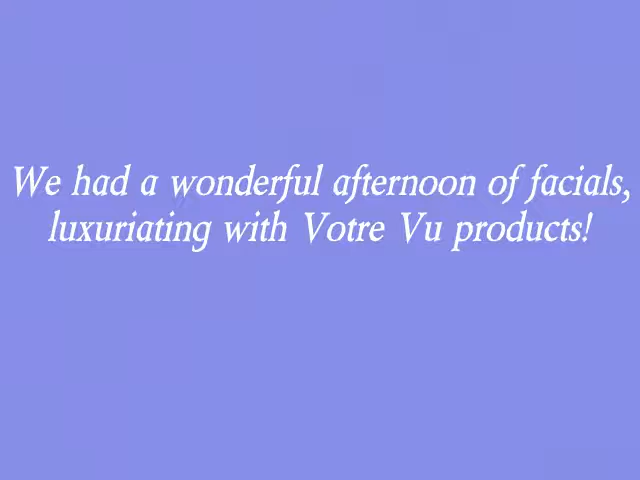 We had a wonderful afternoon of facials,
luxuriating with Votre Vu products!